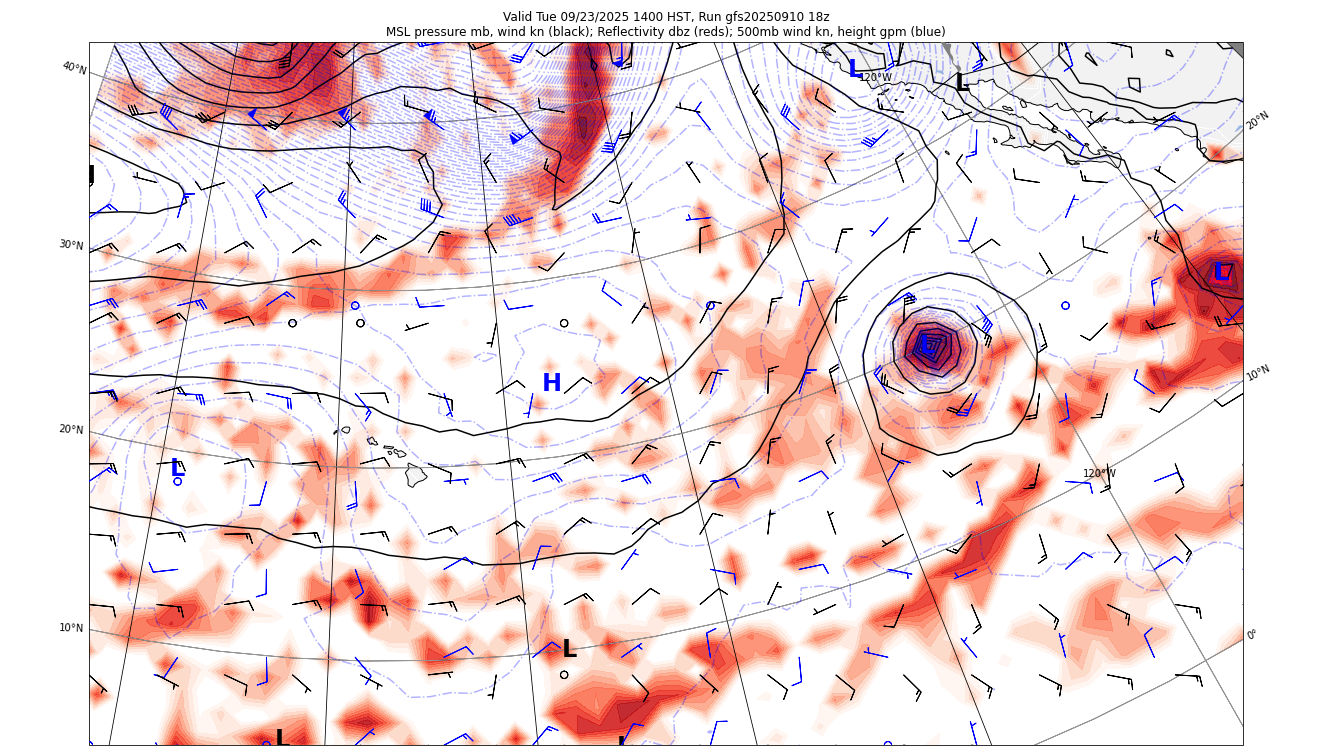 Valid Tue 09/23/2025 1400 HST, Run gfs20250910 18z
MSL pressure mb, wind kn (black); Reflectivity dbz (reds); 500mb wind kn, height gpm (blue)
40°N
L
120°W
L
20°N
30°N
L
L
10°N
H
20°N
L
120°W
10°N
0°
L
L
L